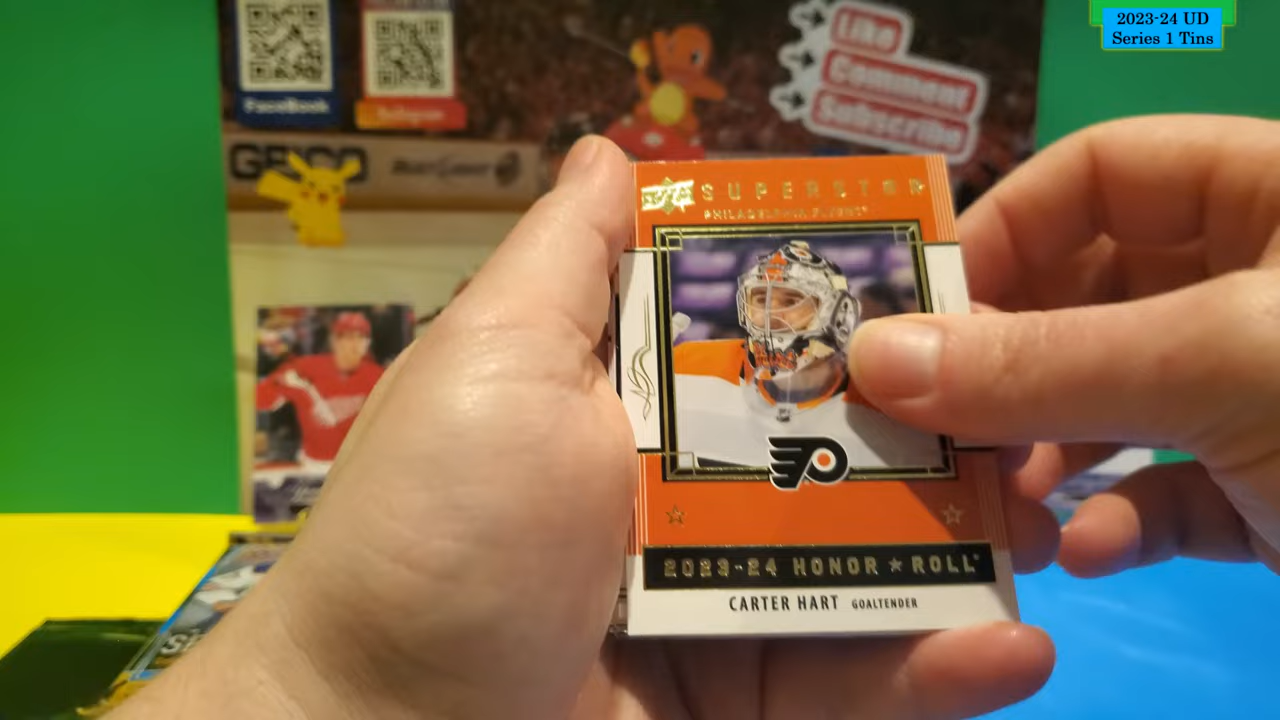 2023-24 UD
Series 1 Tins
Like
Comment
Subscribe
FaceBook
GEICO
SUPERSTAR
PHILADELPHIA FLYERS
2023-24 HONOR ★ ROLL
CARTER HART GOALTENDER